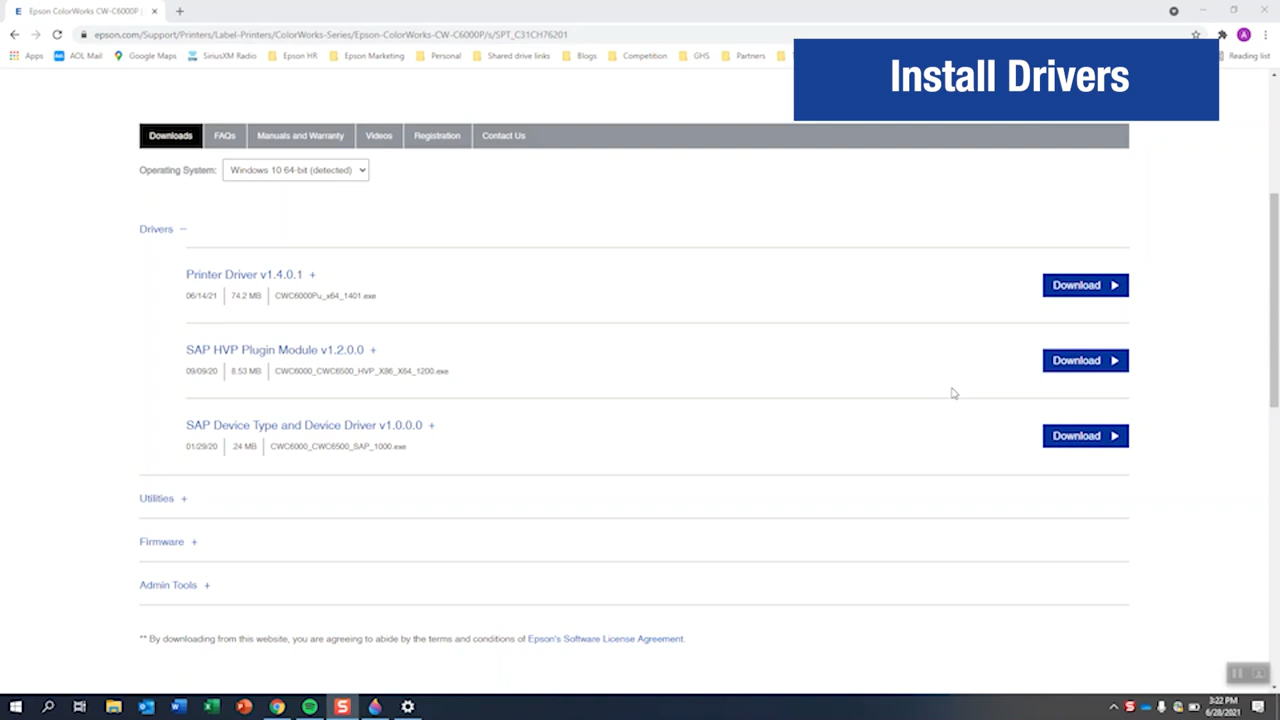 Epson ColorWorks CW-C6000P |
epson.com/Support/Printers/Label-Printers/ColorWorks-Series/Epson-ColorWorks-CW-C6000P/s/SPT_C31CH76201
A
Apps
AOL Mail
Google Maps
SiriusXM Radio
Epson HR
Epson Marketing
Personal
Shared drive links
Blogs
Competition
GHS
Partners
Reading list
Install Drivers
Downloads
FAQs
Manuals and Warranty
Videos
Registration
Contact Us
Operating System: Windows 10 64-bit (detected)
Drivers −
Printer Driver v1.4.0.1 +
06/14/21 | 74.2 MB | CWC6000Pu_x64_1401.exe
Download
SAP HVP Plugin Module v1.2.0.0 +
09/09/20 | 8.53 MB | CWC6000_CWC6500_HVP_X86_X64_1200.exe
Download
SAP Device Type and Device Driver v1.0.0.0 +
01/29/20 | .24 MB | CWC6000_CWC6500_SAP_1000.exe
Download
Utilities +
Firmware +
Admin Tools +
** By downloading from this website, you are agreeing to abide by the terms and conditions of Epson's Software License Agreement.
3:22 PM
6/28/2021